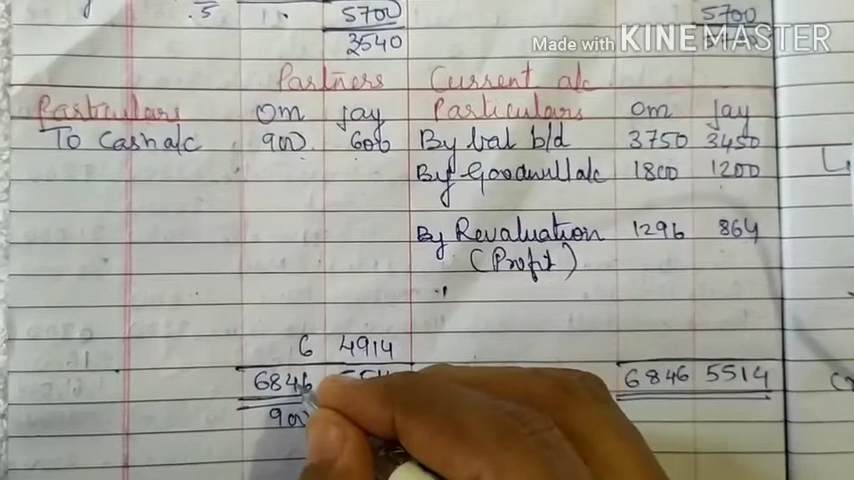 .5 5700 5700
3540
Made with KINEMASTER
Partners Current a/c
Particulars Om Jay Particulars Om Jay
To Cash a/c 900 600 By bal b/d 3750 3450
By Goodwill a/c 1800 1200
By Revaluation 1296 864
(Profit)
6 4914
6846 6846 5514
900